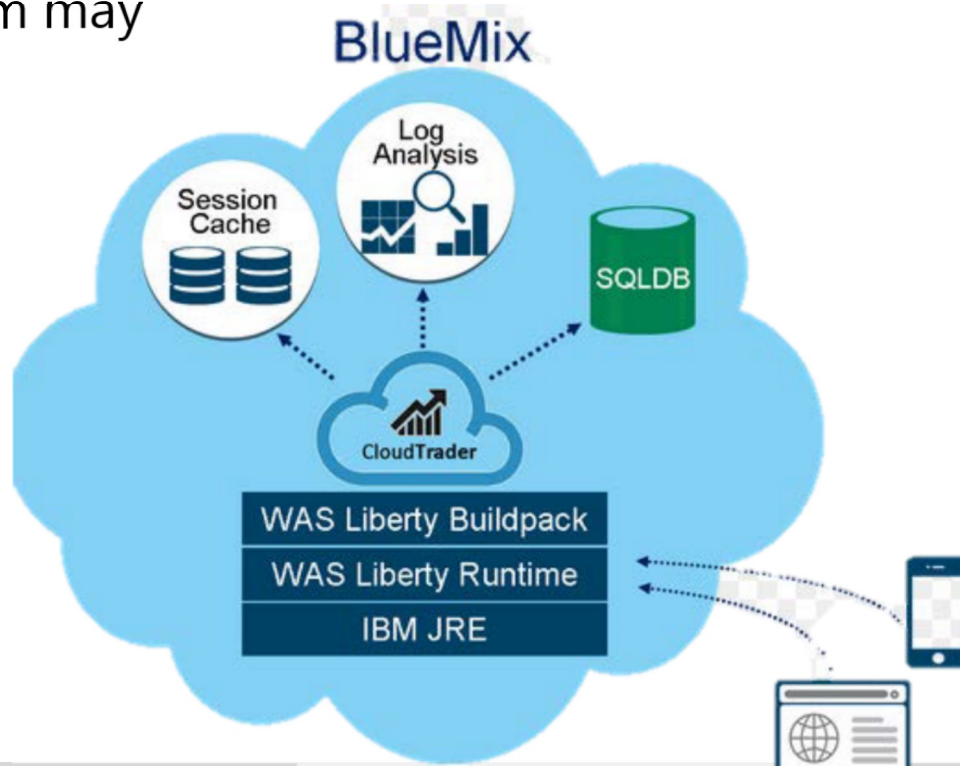 m may
BlueMix
Log
Analysis
Session
Cache
SQLDB
CloudTrader
WAS Liberty Buildpack
WAS Liberty Runtime
IBM JRE